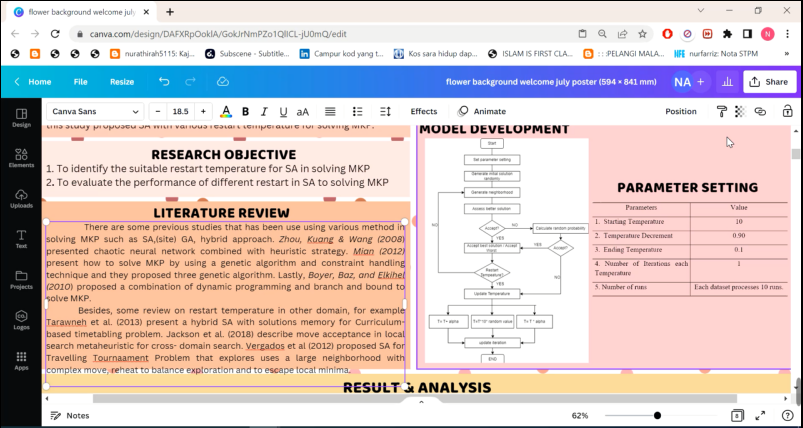 flower background welcome july
canva.com/design/DAFXRpOokIA/GokJrNmPZo1QIlCL-jU0mQ/edit
nurathirah5115: Kaj...
Subscene - Subtitle...
Campur kod yang t...
Kos sara hidup dap...
ISLAM IS FIRST CLA...
: : :PELANGI MALA...
nurfarriz: Nota STPM
»
Home
File
Resize
flower background welcome july poster (594 × 841 mm)
NA
+
Share
Canva Sans
– 18.5 +
A
B
I
U
aA
Effects
Animate
Position
Design
Elements
Uploads
Text
Projects
Logos
Apps
this study proposed SA with various restart temperature for solving MKP.
RESEARCH OBJECTIVE
1. To identify the suitable restart temperature for SA in solving MKP
2. To evaluate the performance of different restart in SA to solving MKP
LITERATURE REVIEW
There are some previous studies that has been use using various method in
solving MKP such as SA,(site) GA, hybrid approach. Zhou, Kuang & Wang (2008)
presented chaotic neural network combined with heuristic strategy. Mian (2012)
present how to solve MKP by using a genetic algorithm and constraint handling
technique and they proposed three genetic algorithm. Lastly, Boyer, Baz, and Elkihel
(2010) proposed a combination of dynamic programming and branch and bound to
solve MKP.
Besides, some review on restart temperature in other domain, for example
Tarawneh et al. (2013) present a hybrid SA with solutions memory for Curriculum-
based timetabling problem. Jackson et al. (2018) describe move acceptance in local
search metaheuristic for cross- domain search. Vergados et al (2012) proposed SA for
Travelling Tournaament Problem that explores uses a large neighborhood with
complex move, reheat to balance exploration and to escape local minima.
MODEL DEVELOPMENT
Start
Set parameter setting
Generate initial solution
randomly
Generate neighborhood
Access better solution
Accept?
NO
Calculate random probability
YES
Accept next solution / Accept
YES
Accept?
NO
Restart
Temperature?
NO
YES
Update Temperature
T= T+ alpha
random value
T= T * alpha
update iteration
END
PARAMETER SETTING
Parameters Value
1. Starting Temperature 10
2. Temperature Decrement 0.90
3. Ending Temperature 0.1
4. Number of Iterations each 1
Temperature
5. Number of runs Each dataset processes 10 runs.
RESULT & ANALYSIS
Notes
62%
8